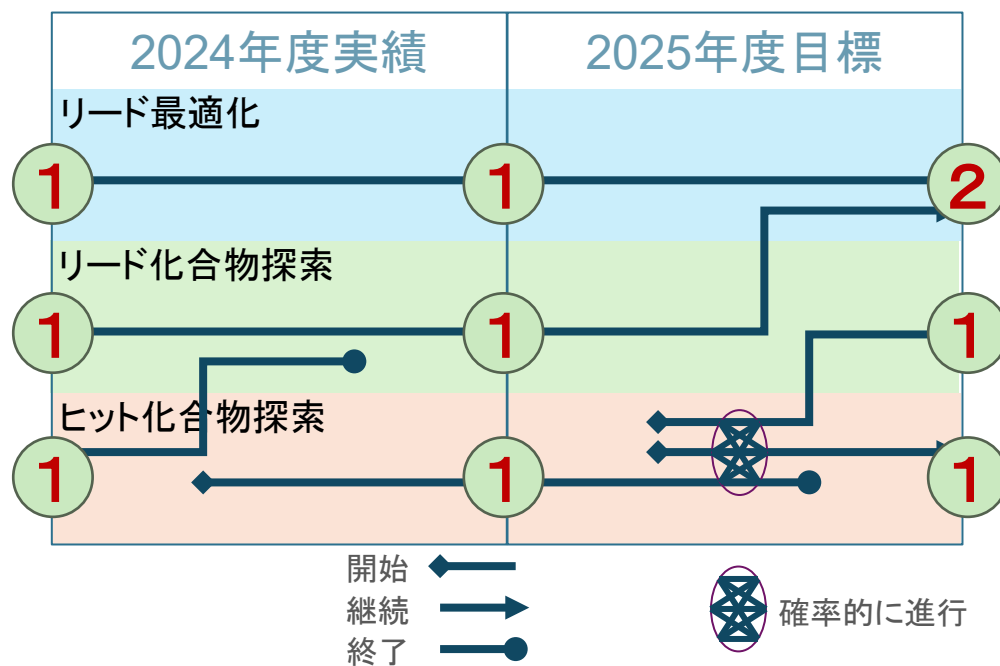 2024年度実績
2025年度目標
リード最適化
1
1
2
リード化合物探索
1
1
1
ヒット化合物探索
1
1
1
開始
継続
終了
確率的に進行